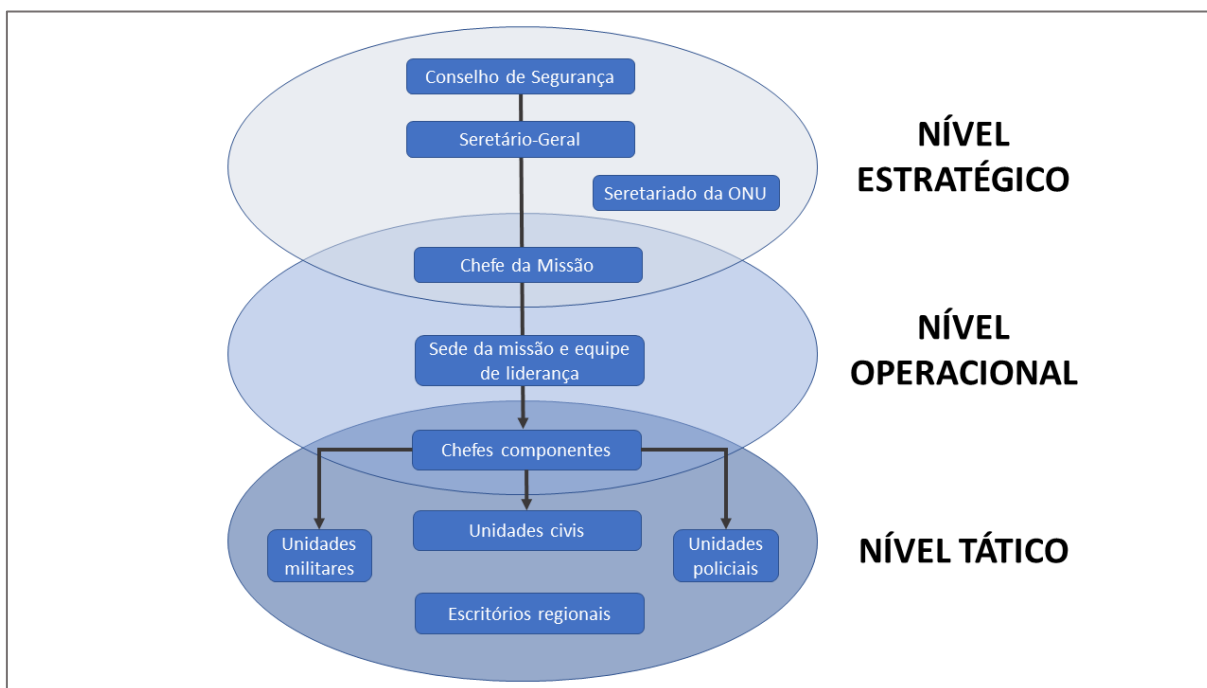 Conselho de Segurança
Seretário-Geral
Seretariado da ONU
NÍVEL
ESTRATÉGICO
Chefe da Missão
Sede da missão e equipe
de liderança
NÍVEL
OPERACIONAL
Chefes componentes
Unidades civis
Unidades
militares
Unidades
policiais
NÍVEL TÁTICO
Escritórios regionais